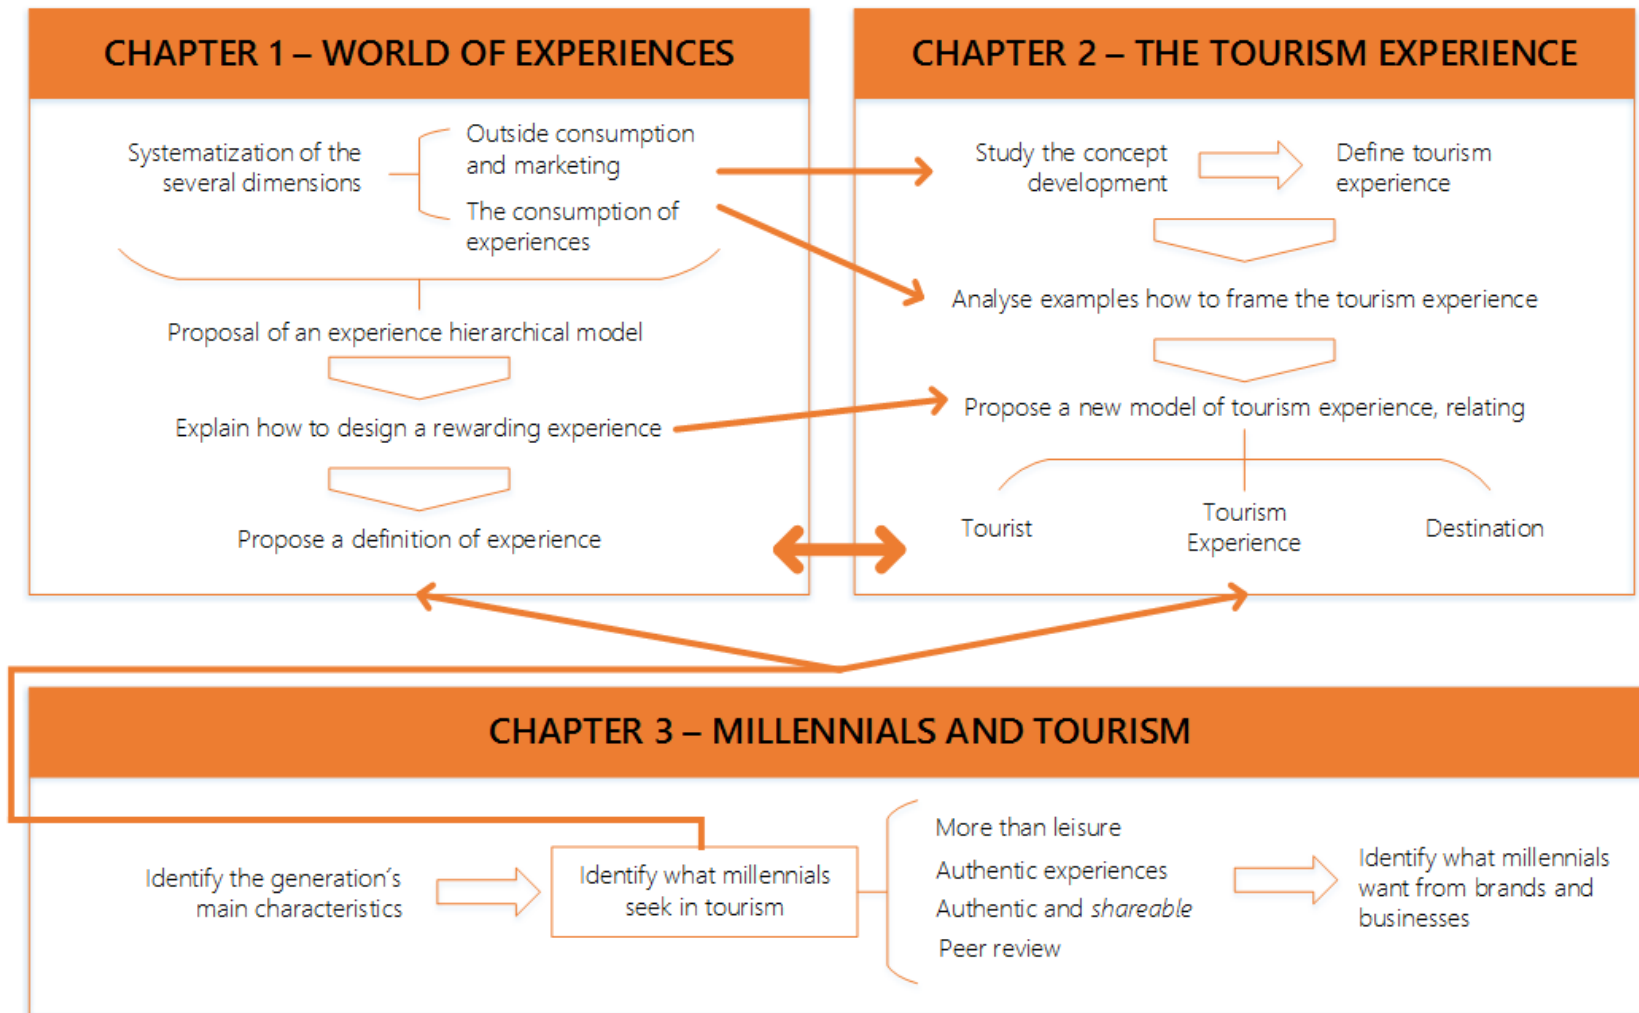 CHAPTER 1 – WORLD OF EXPERIENCES
Systematization of the
several dimensions
Outside consumption
and marketing
The consumption of
experiences
Proposal of an experience hierarchical model
Explain how to design a rewarding experience
Propose a definition of experience
CHAPTER 2 – THE TOURISM EXPERIENCE
Study the concept
development
Define tourism
experience
Analyse examples how to frame the tourism experience
Propose a new model of tourism experience, relating
Tourist
Tourism
Experience
Destination
CHAPTER 3 – MILLENNIALS AND TOURISM
Identify the generation´s
main characteristics
Identify what millennials
seek in tourism
More than leisure
Authentic experiences
Authentic and shareable
Peer review
Identify what millennials
want from brands and
businesses